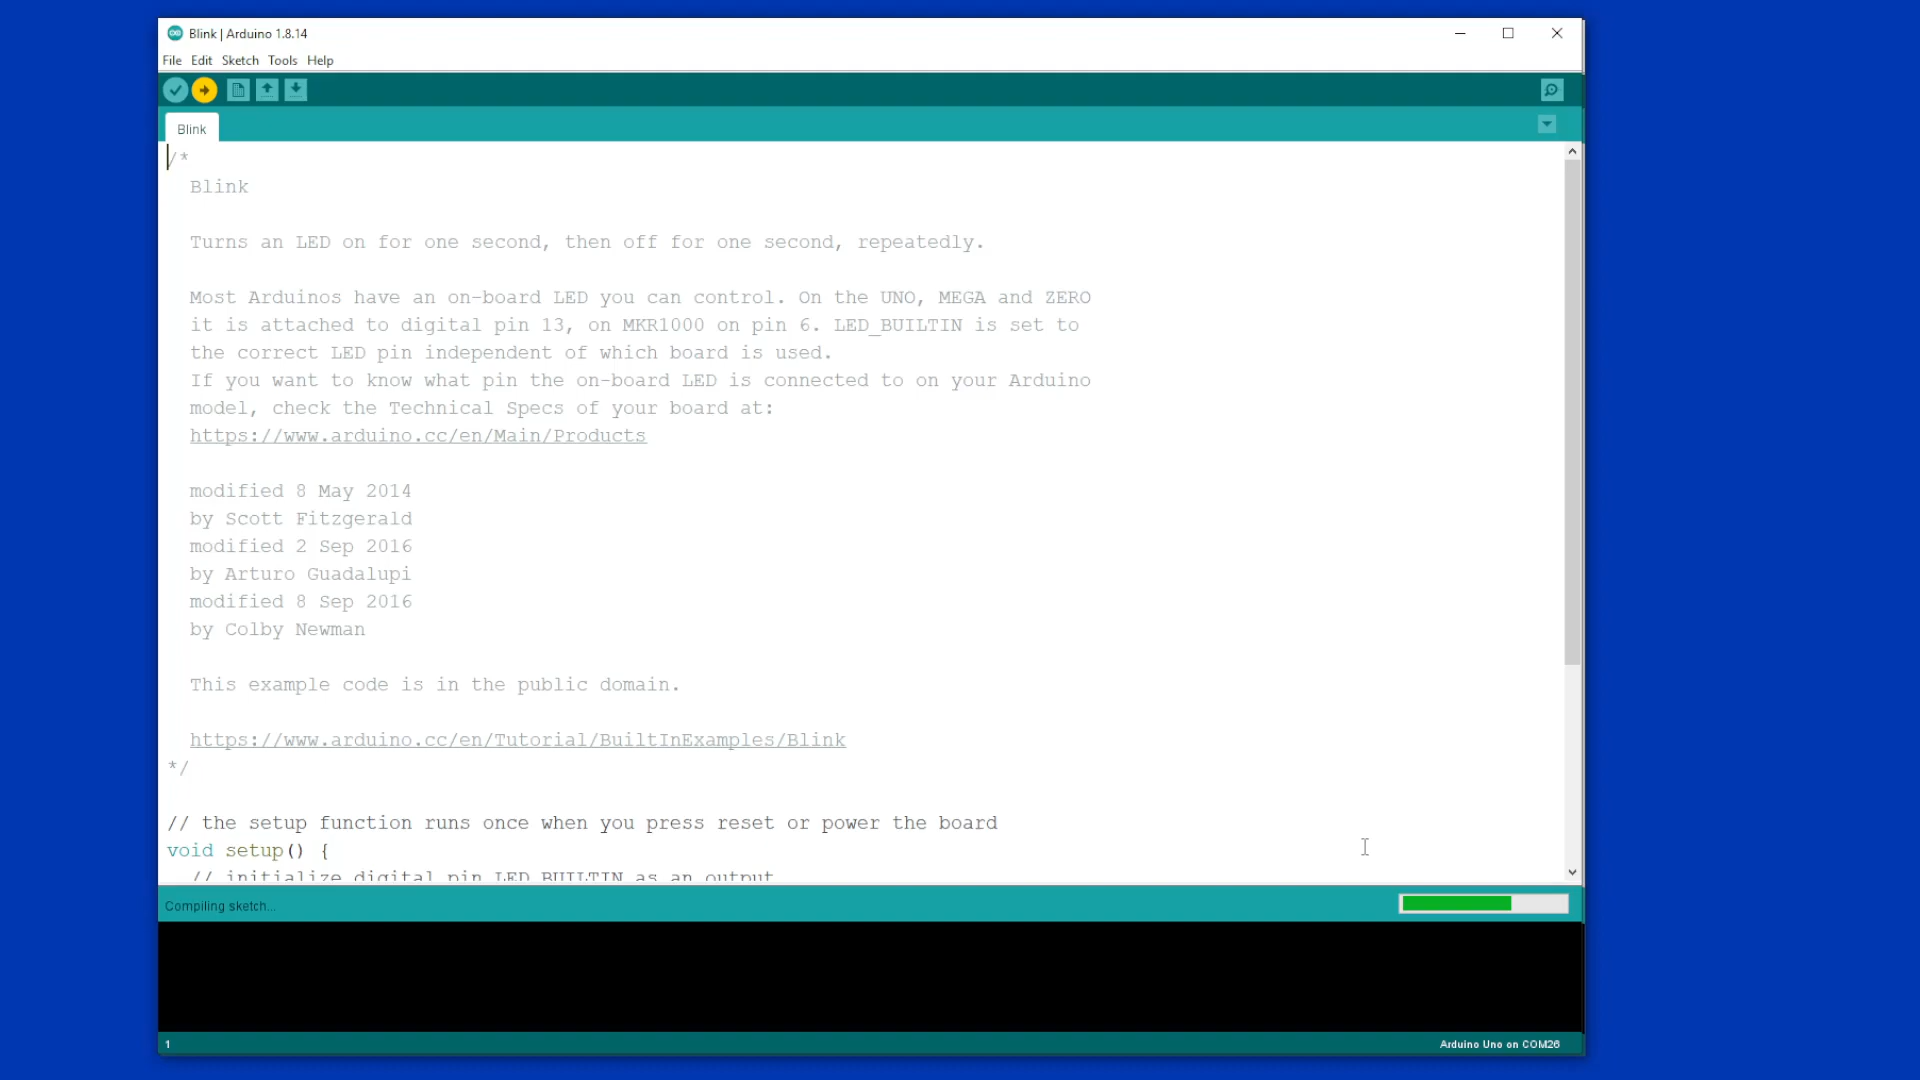 Blink | Arduino 1.8.14
File Edit Sketch Tools Help
Blink
/*
Blink
Turns an LED on for one second, then off for one second, repeatedly.
Most Arduinos have an on-board LED you can control. On the UNO, MEGA and ZERO
it is attached to digital pin 13, on MKR1000 on pin 6. LED_BUILTIN is set to
the correct LED pin independent of which board is used.
If you want to know what pin the on-board LED is connected to on your Arduino
model, check the Technical Specs of your board at:
https://www.arduino.cc/en/Main/Products
modified 8 May 2014
by Scott Fitzgerald
modified 2 Sep 2016
by Arturo Guadalupi
modified 8 Sep 2016
by Colby Newman
This example code is in the public domain.
https://www.arduino.cc/en/Tutorial/BuiltInExamples/Blink
*/
// the setup function runs once when you press reset or power the board
void setup() {
// initialize digital pin LED_BUILTIN as an output
Compiling sketch...
1
Arduino Uno on COM26